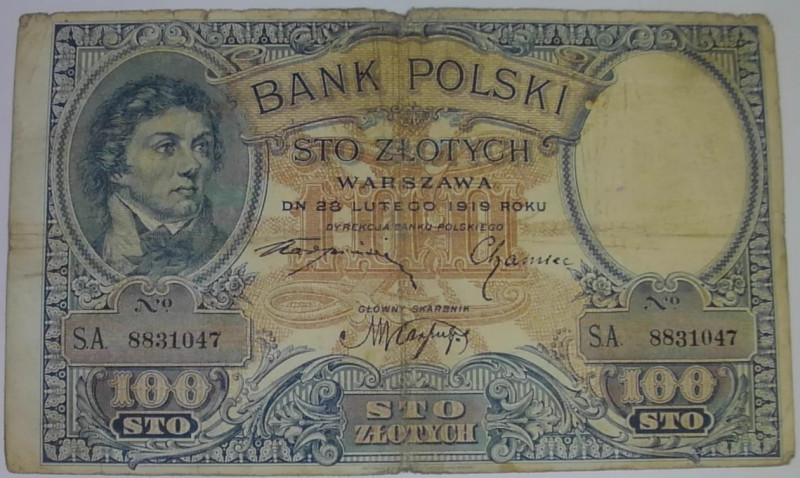 BANK POLSKI
STO ZŁOTYCH
WARSZAWA
DN 28 LUTEGO 1919 ROKU
DYREKCJA BANKU POLSKIEGO
Chamiec
GŁÓWNY SKARBNIK
No
S.A. 8831047
No
S.A. 8831047
100
STO
STO
ZŁOTYCH
100
STO